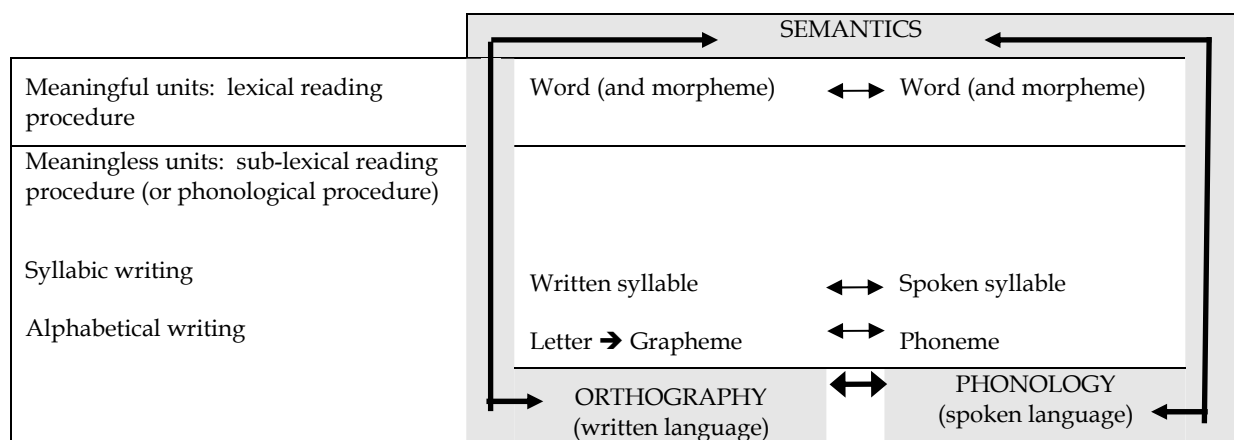 SEMANTICS
Meaningful units: lexical reading
procedure
Word (and morpheme)
Word (and morpheme)
Meaningless units: sub-lexical reading
procedure (or phonological procedure)
Syllabic writing
Written syllable
Spoken syllable
Alphabetical writing
Letter ➔ Grapheme
Phoneme
ORTHOGRAPHY
(written language)
PHONOLOGY
(spoken language)